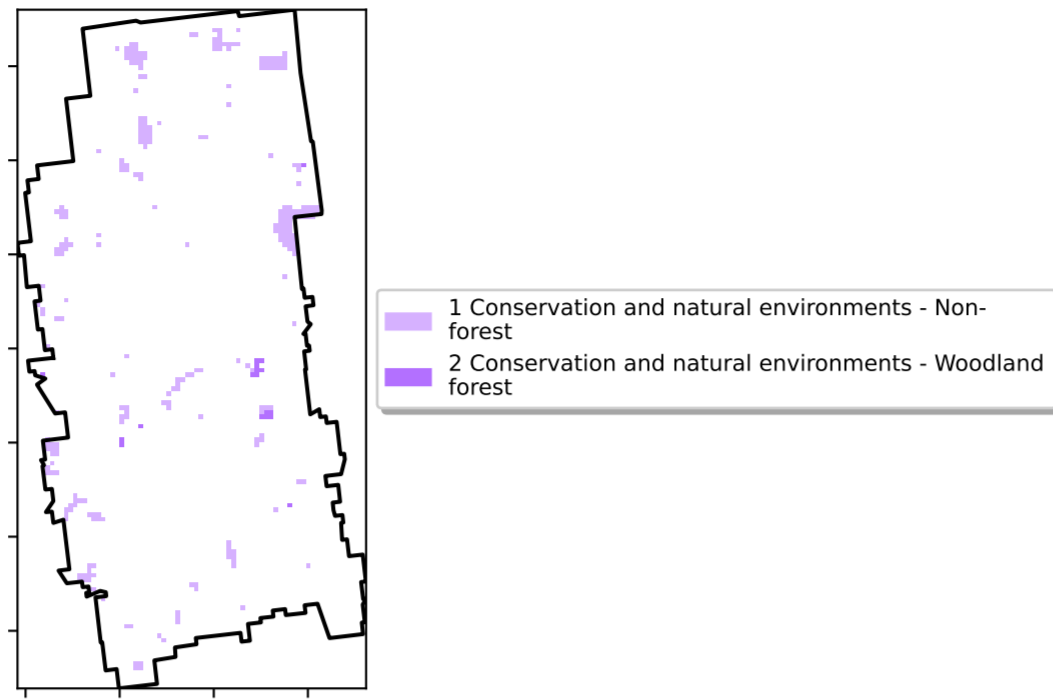 1 Conservation and natural environments - Non-
forest
2 Conservation and natural environments - Woodland
forest